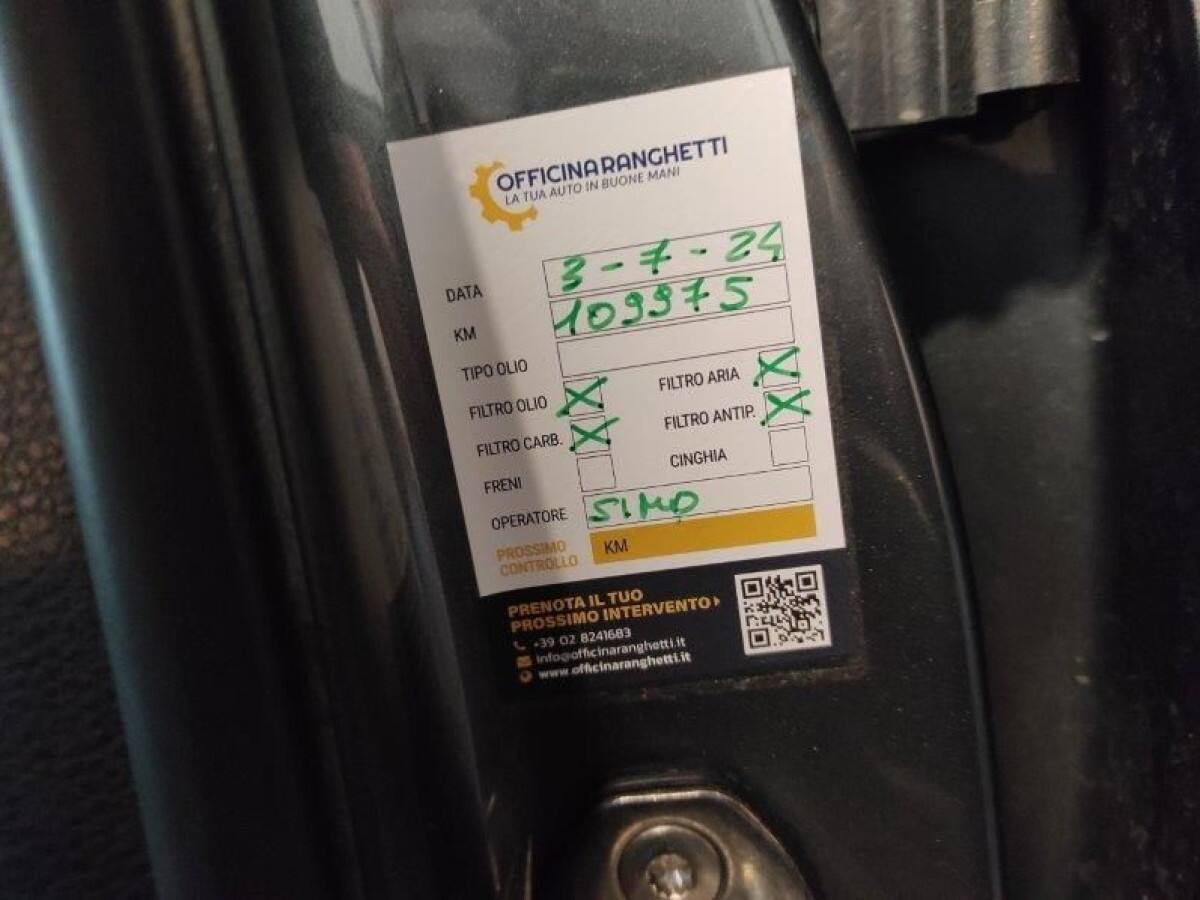 OFFICINARANGHETTI
LA TUA AUTO IN BUONE MANI
DATA 3-7-24
KM 109975
TIPO OLIO
FILTRO OLIO X FILTRO ARIA X
FILTRO CARB. X FILTRO ANTIP. X
FRENI CINGHIA
OPERATORE SIMO
PROSSIMO
CONTROLLO KM
PRENOTA IL TUO
PROSSIMO INTERVENTO
+39 02 8241683
info@officinaranghetti.it
www.officinaranghetti.it